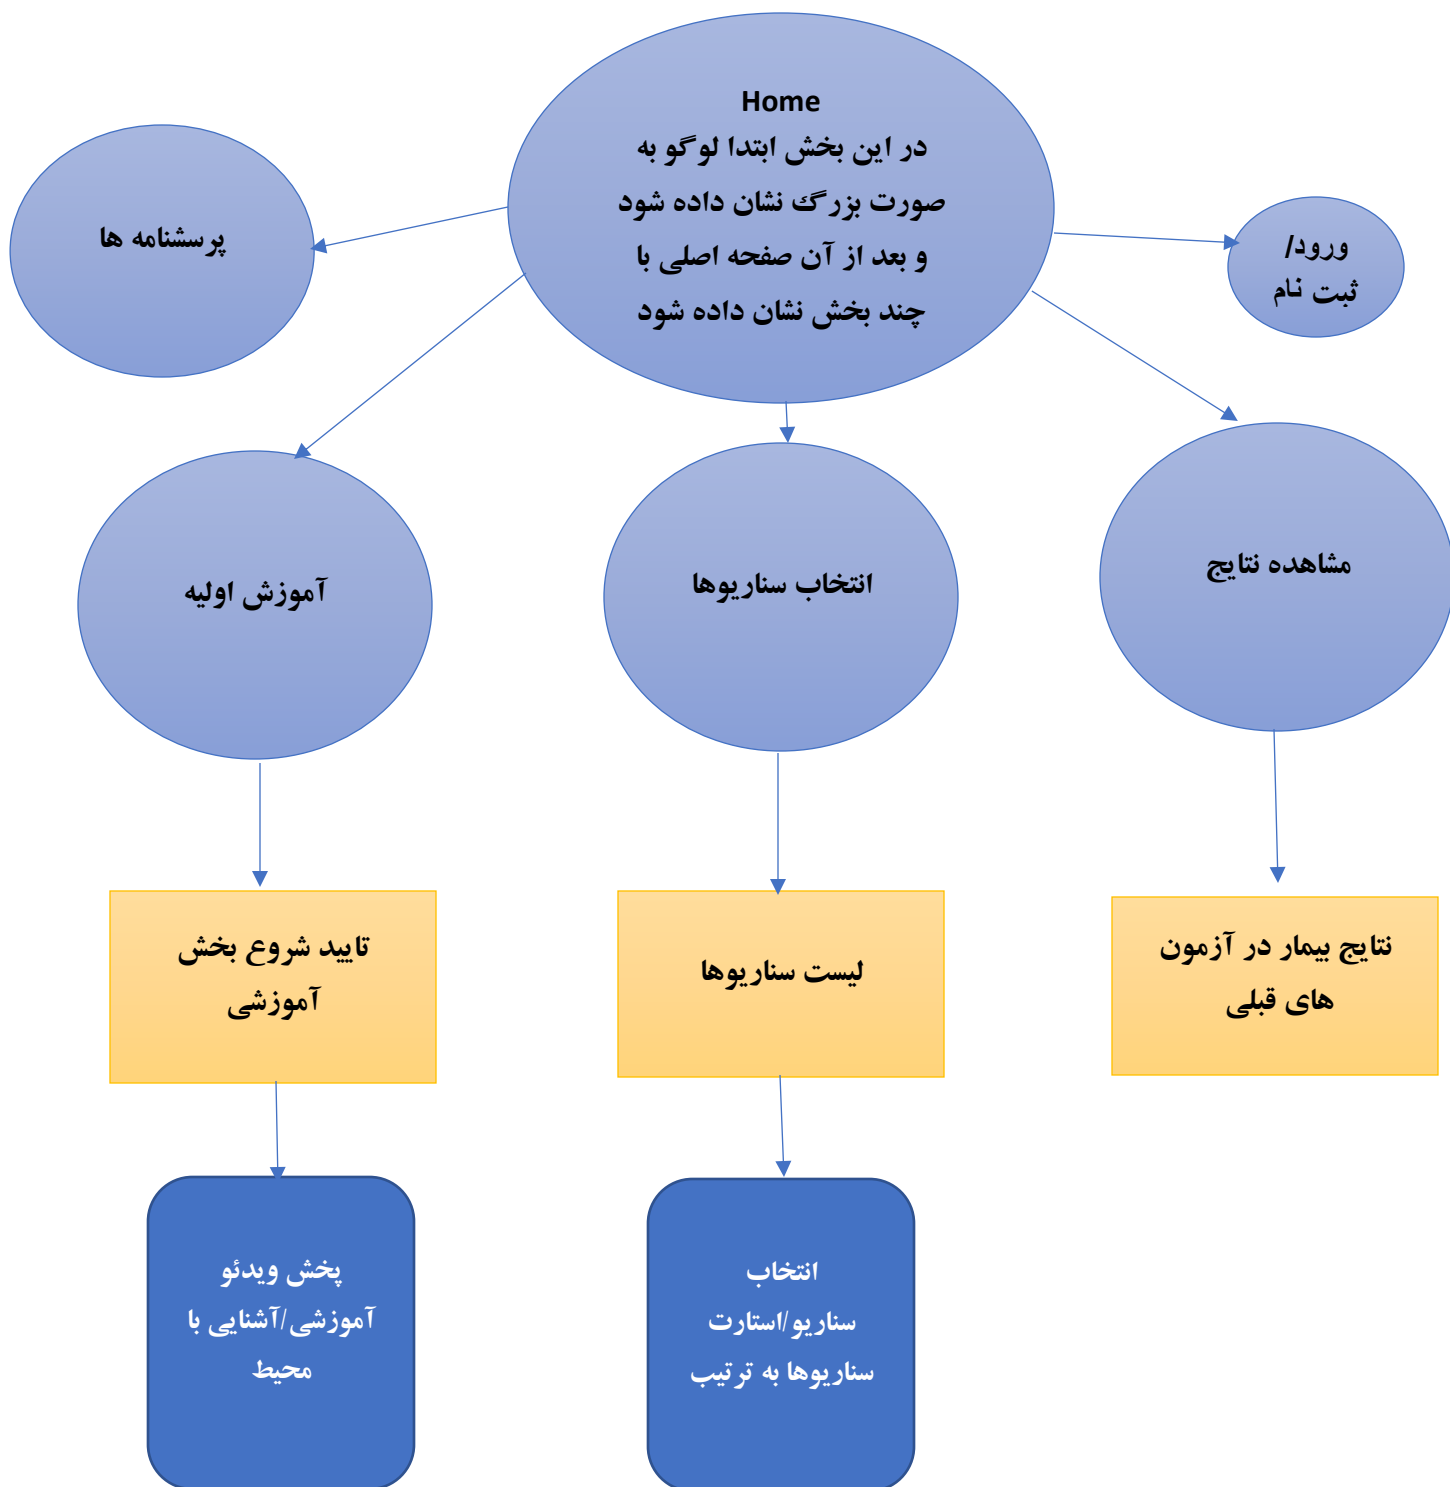 Home
در این بخش ابتدا لوگو به
صورت بزرگ نشان داده شود
و بعد از آن صفحه اصلی با
چند بخش نشان داده شود
ورود/
ثبت نام
پرسشنامه ها
مشاهده نتایج
انتخاب سناریوها
آموزش اولیه
نتایج بیمار در آزمون
های قبلی
لیست سناریوها
تایید شروع بخش
آموزشی
انتخاب
سناریو/استارت
سناریوها به ترتیب
پخش ویدئو
آموزشی/آشنایی با
محیط